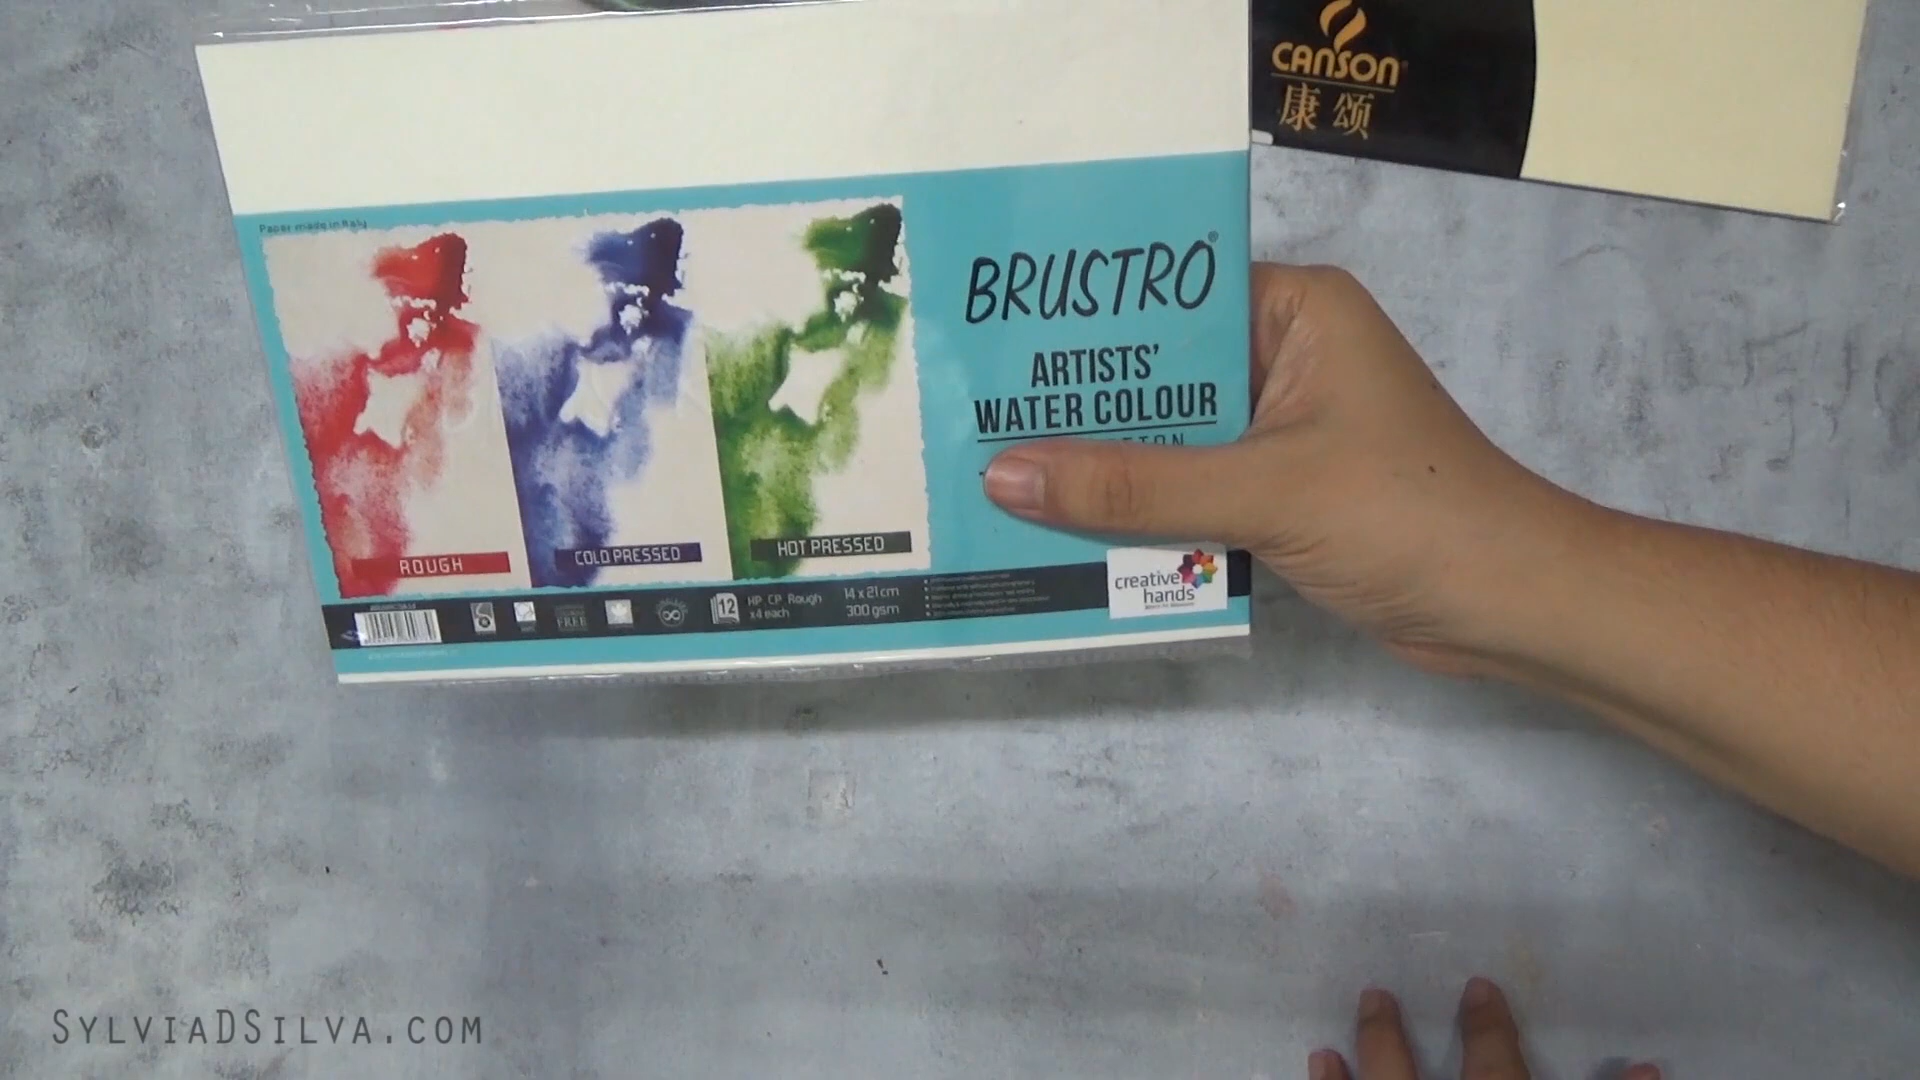 CANSON
康颂
Paper made in Italy
BRUSTRO®
ARTISTS'
WATER COLOUR
ROUGH
COLD PRESSED
HOT PRESSED
FREE
12
HP CP Rough
x4 each
14 x 21cm
300 gsm
creative
hands
SYLVIADSILVA.COM